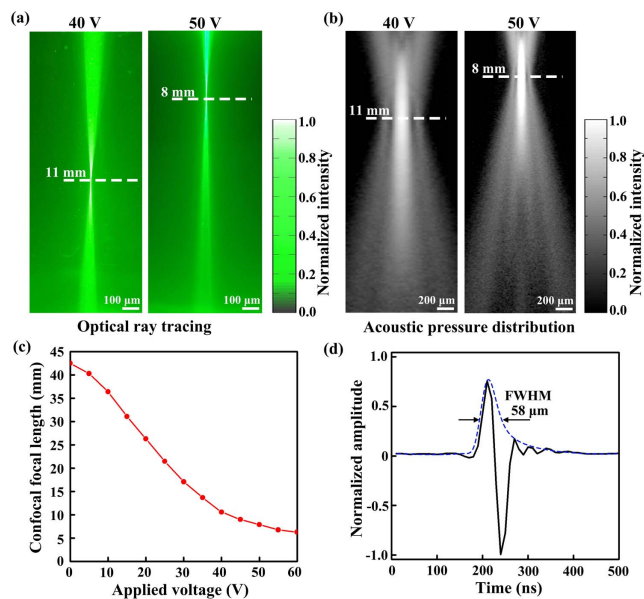 (a)
40 V
50 V
8 mm
11 mm
1.0
0.8
0.6
0.4
0.2
0.0
Normalized intensity
100 µm
100 µm
Optical ray tracing
(b)
40 V
50 V
8 mm
11 mm
1.0
0.8
0.6
0.4
0.2
0.0
Normalized intensity
200 µm
200 µm
Acoustic pressure distribution
(c)
Confocal focal length (mm)
45
40
35
30
25
20
15
10
5
0
0 10 20 30 40 50 60
Applied voltage (V)
(d)
Normalized amplitude
1.0
0.5
0
-0.5
-1.0
FWHM
58 µm
0 100 200 300 400 500
Time (ns)